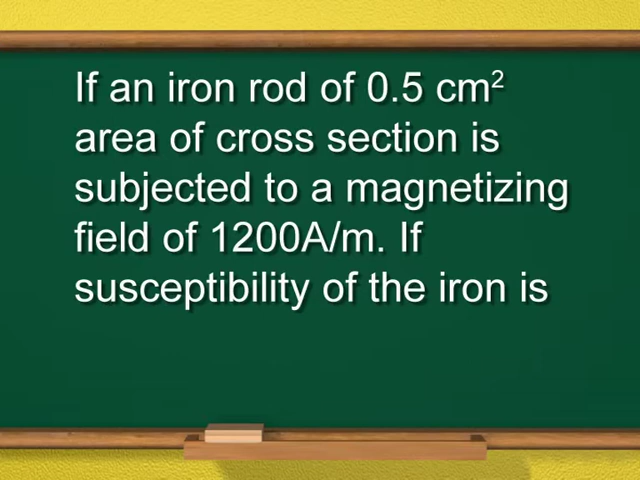 If an iron rod of 0.5 cm²
area of cross section is
subjected to a magnetizing
field of 1200A/m. If
susceptibility of the iron is